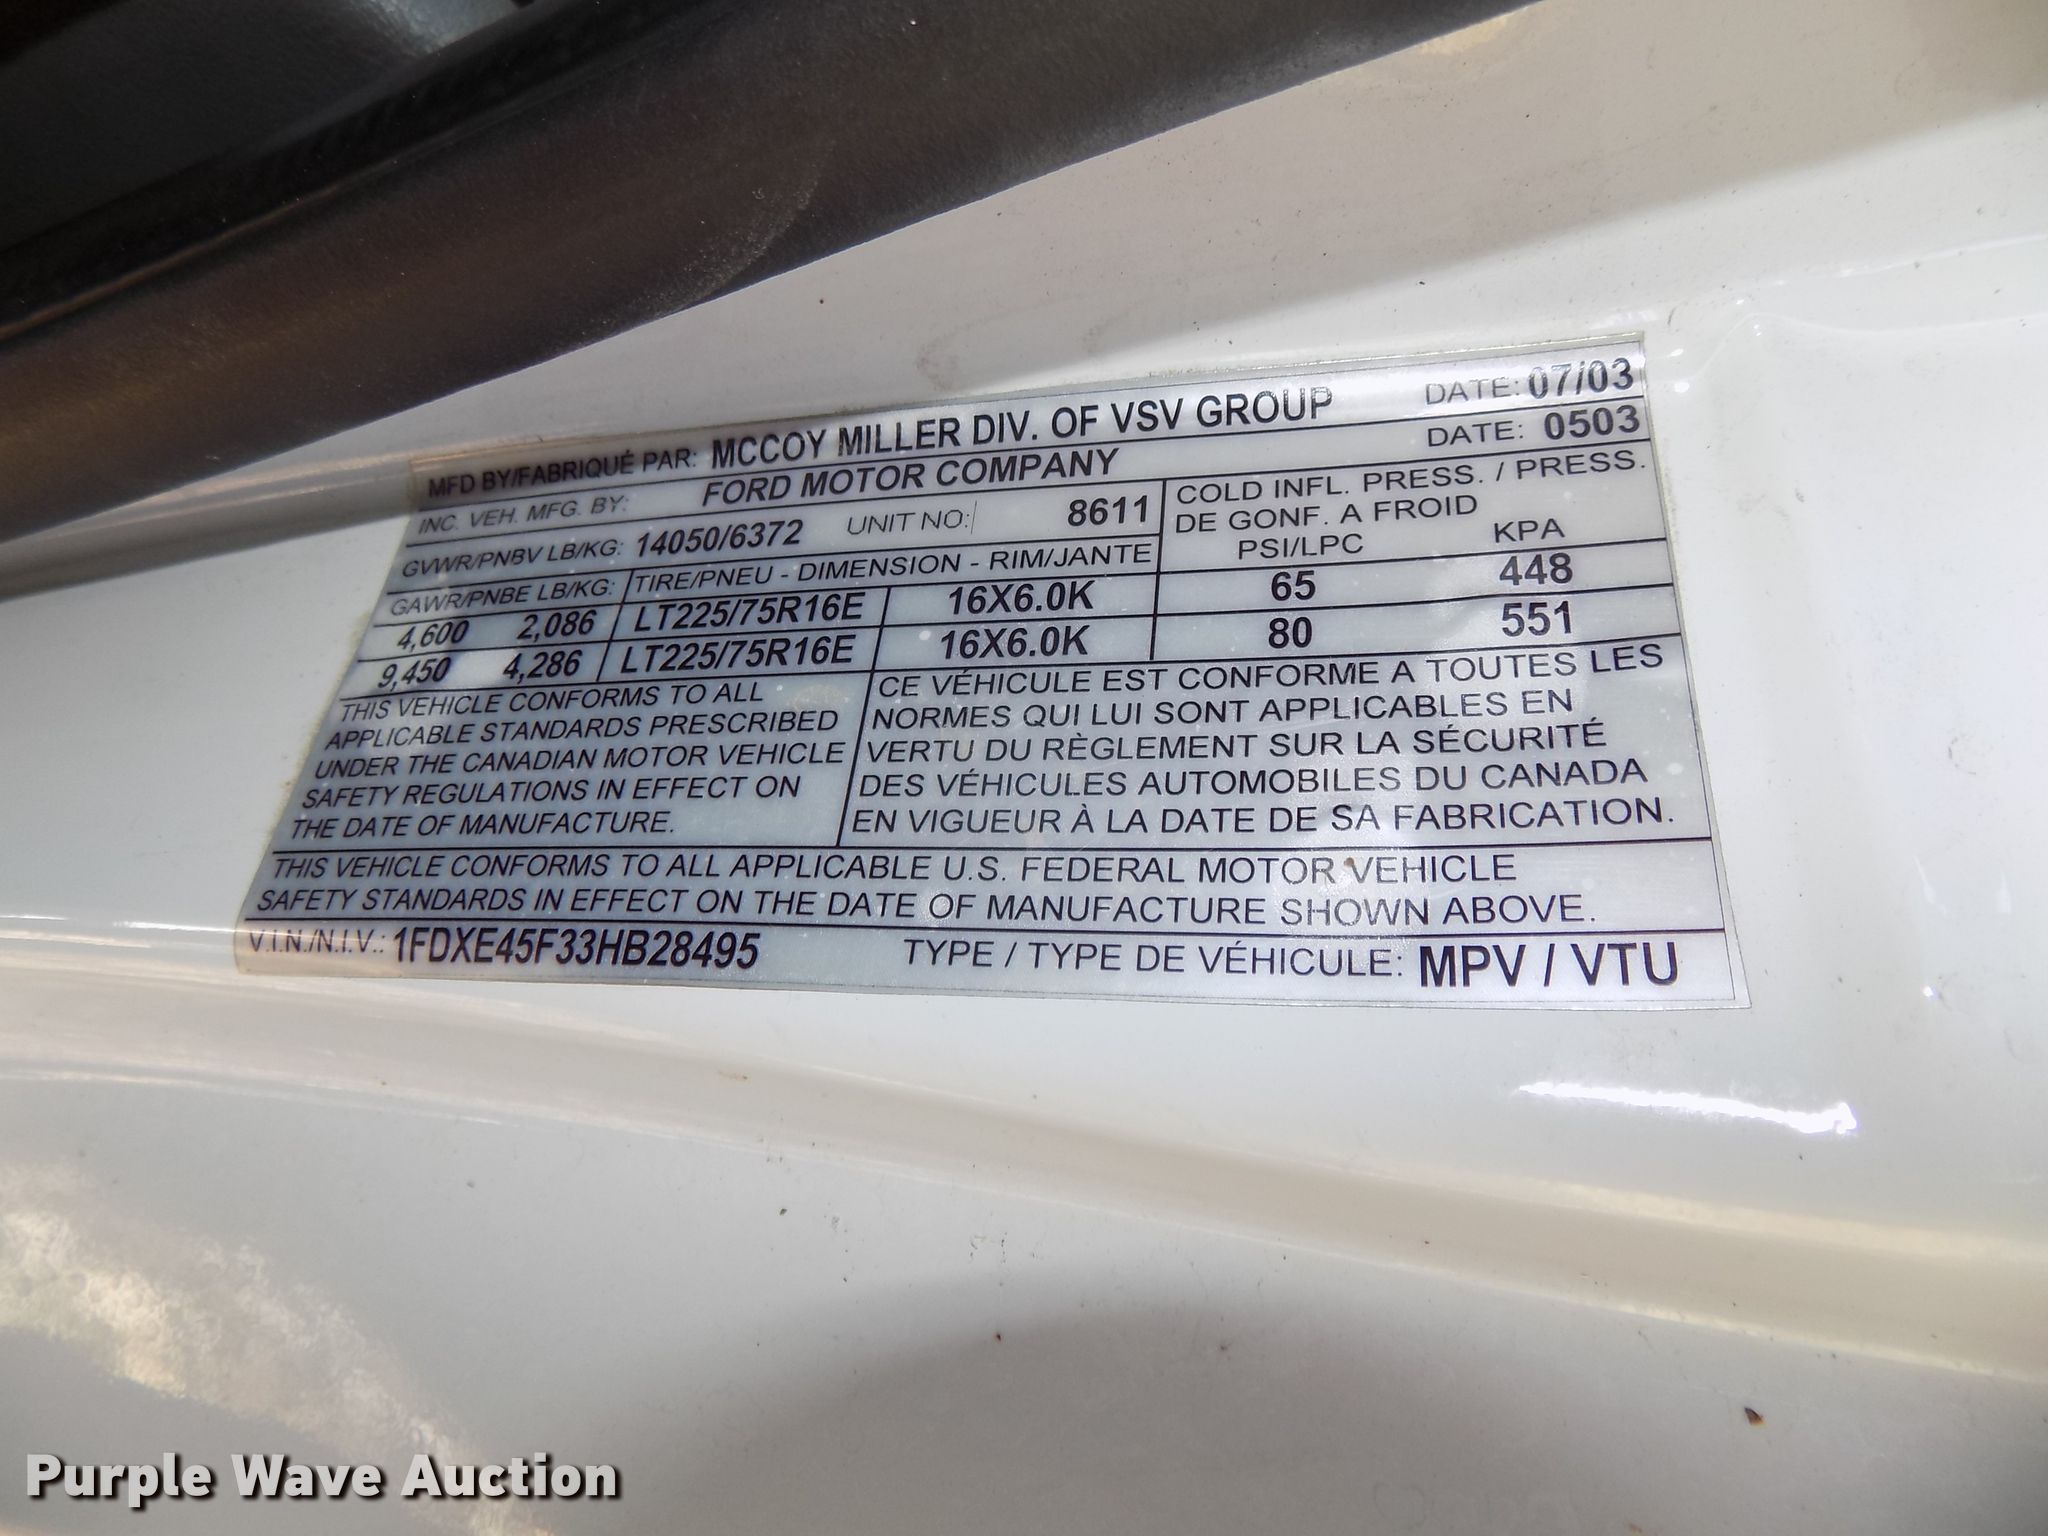 MFD BY/FABRIQUÉ PAR: MCCOY MILLER DIV. OF VSV GROUP DATE: 07/03
INC. VEH. MFG. BY: FORD MOTOR COMPANY DATE: 0503
GVWR/PNBV LB/KG: 14050/6372 UNIT NO: 8611
COLD INFL. PRESS. / PRESS.
DE GONF. A FROID
PSI/LPC KPA
GAWR/PNBE LB/KG: TIRE/PNEU - DIMENSION - RIM/JANTE
4,600 2,086 LT225/75R16E 16X6.0K 65 448
9,450 4,286 LT225/75R16E 16X6.0K 80 551
THIS VEHICLE CONFORMS TO ALL
APPLICABLE STANDARDS PRESCRIBED
UNDER THE CANADIAN MOTOR VEHICLE
SAFETY REGULATIONS IN EFFECT ON
THE DATE OF MANUFACTURE.
CE VÉHICULE EST CONFORME A TOUTES LES
NORMES QUI LUI SONT APPLICABLES EN
VERTU DU RÈGLEMENT SUR LA SÉCURITÉ
DES VÉHICULES AUTOMOBILES DU CANADA
EN VIGUEUR À LA DATE DE SA FABRICATION.
THIS VEHICLE CONFORMS TO ALL APPLICABLE U.S. FEDERAL MOTOR VEHICLE
SAFETY STANDARDS IN EFFECT ON THE DATE OF MANUFACTURE SHOWN ABOVE.
V.I.N./N.I.V.: 1FDXE45F33HB28495 TYPE / TYPE DE VÉHICULE: MPV / VTU
Purple Wave Auction